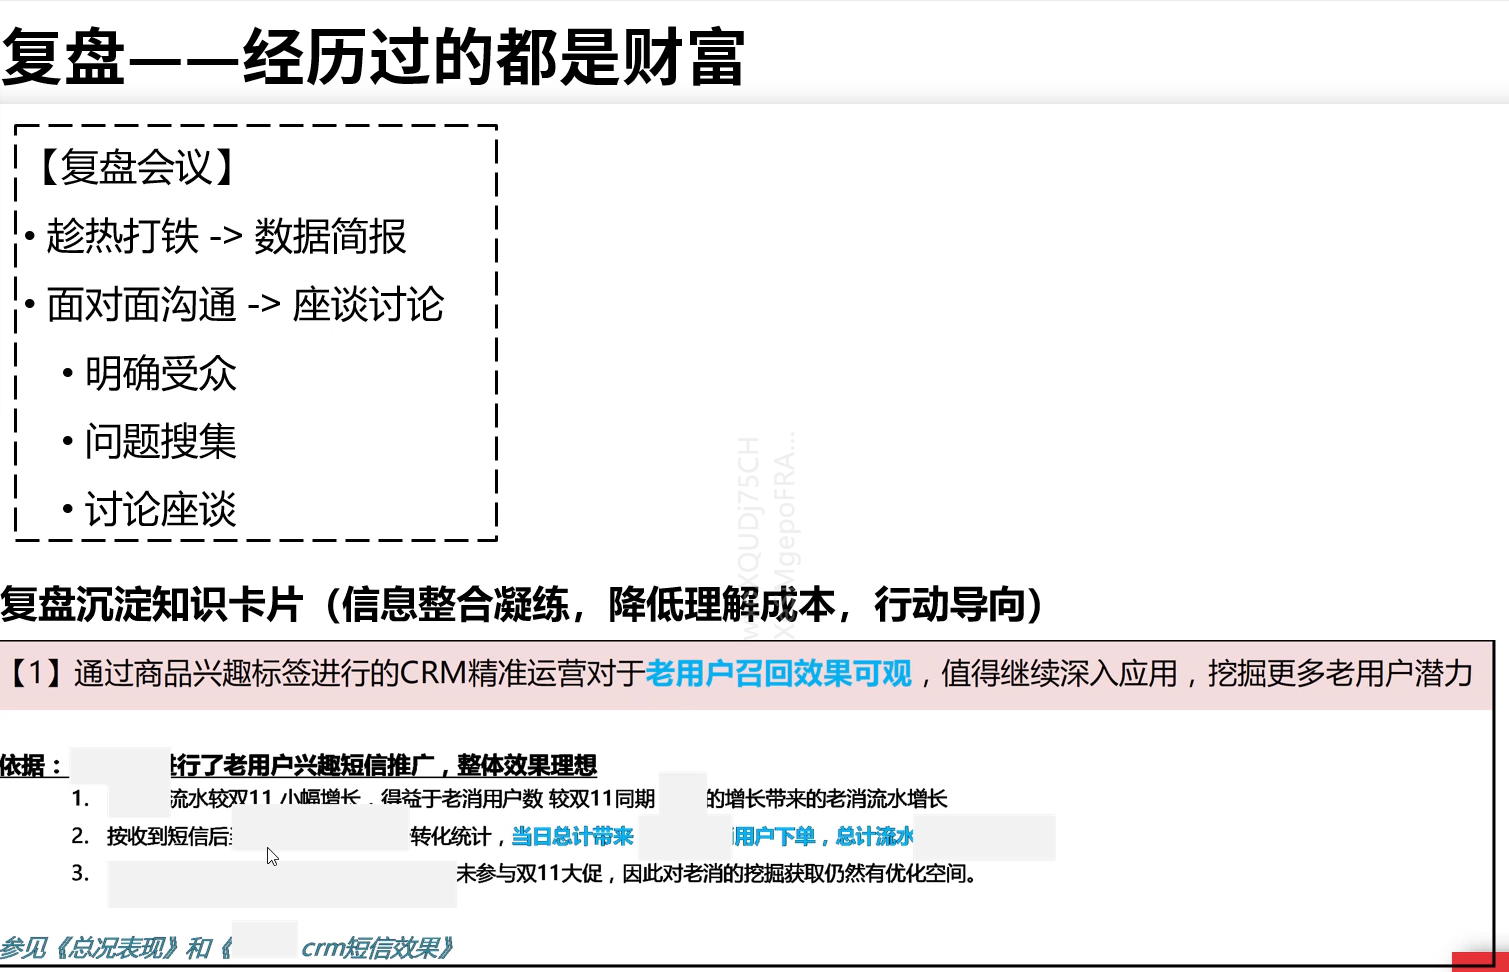 复盘——经历过的都是财富
【复盘会议】
• 趁热打铁 -> 数据简报
• 面对面沟通 -> 座谈讨论
• 明确受众
• 问题搜集
• 讨论座谈
复盘沉淀知识卡片（信息整合凝练，降低理解成本，行动导向）
【1】通过商品兴趣标签进行的CRM精准运营对于老用户召回效果可观，值得继续深入应用，挖掘更多老用户潜力
依据： 进行了老用户兴趣短信推广，整体效果理想
1. 流水较双11 小幅增长，得益于老消用户数 较双11同期 的增长带来的老消流水增长
2. 按收到短信后 转化统计，当日总计带来 用户下单，总计流水
3. 未参与双11大促，因此对老消的挖掘获取仍然有优化空间。
参见《总况表现》和《 crm短信效果》